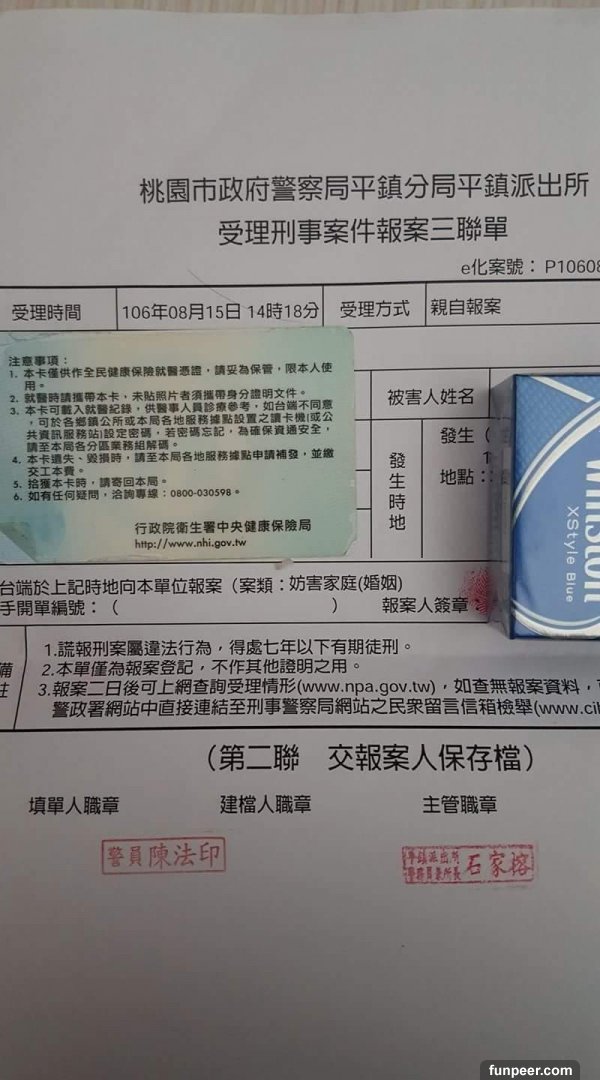 桃園市政府警察局平鎮分局平鎮派出所
受理刑事案件報案三聯單
e化案號： P10608
受理時間
106年08月15日 14時18分
受理方式
親自報案
注意事項：
1. 本卡僅供作全民健康保險就醫憑證，請妥為保管，限本人使
用。
2. 就醫時請攜帶本卡，未貼照片者須攜帶身分證明文件。
3. 本卡可載入就醫紀錄，供醫事人員診療參考，如台端不同意
，可於各鄉鎮公所或本局各地服務據點設置之讀卡機(或公
共資訊服務站)設定密碼，若密碼忘記，為確保資通安全，
請至本局各分區業務組解碼。
4. 本卡遺失、毀損時，請至本局各地服務據點申請補發，並繳
交工本費。
5. 拾獲本卡時，請寄回本局。
6. 如有任何疑問，洽詢專線：0800-030598。
行政院衛生署中央健康保險局
http://www.nhi.gov.tw
被害人姓名
發生時地
發生（
1
地點：
Winston
XStyle Blue
台端於上記時地向本單位報案（案類：妨害家庭(婚姻)
手開單編號：（ ） 報案人簽章
備註
1.謊報刑案屬違法行為，得處七年以下有期徒刑。
2.本單僅為報案登記，不作其他證明之用。
3.報案二日後可上網查詢受理情形(www.npa.gov.tw)，如查無報案資料，
警政署網站中直接連結至刑事警察局網站之民眾留言信箱檢舉(www.cib
（第二聯 交報案人保存檔）
填單人職章
建檔人職章
主管職章
警員 陳法印
平鎮派出所
石家榕
funpeer.com